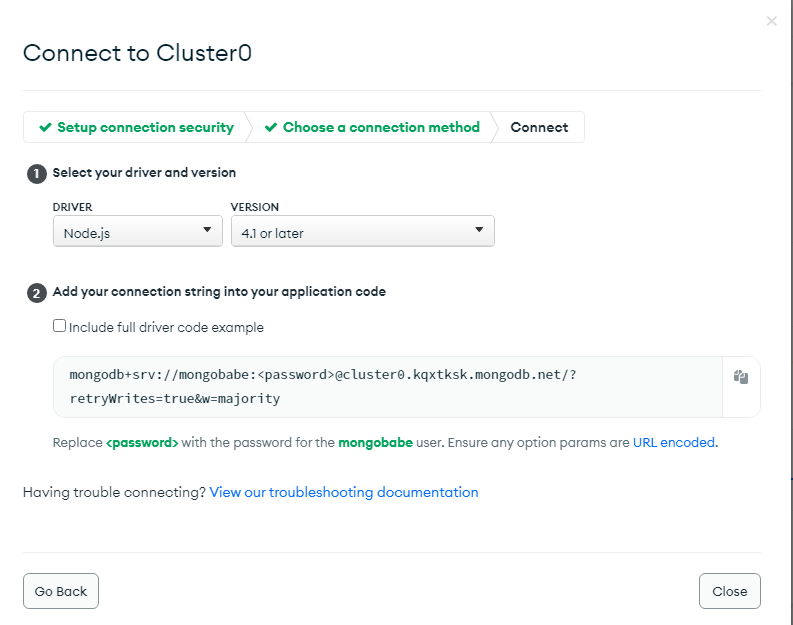 Connect to Cluster0
Setup connection security
Choose a connection method
Connect
1 Select your driver and version
DRIVER VERSION
Node.js 4.1 or later
2 Add your connection string into your application code
Include full driver code example
mongodb+srv://mongobabe:<password>@cluster0.kqxtksk.mongodb.net/?
retryWrites=true&w=majority
Replace <password> with the password for the mongobabe user. Ensure any option params are URL encoded.
Having trouble connecting? View our troubleshooting documentation
Go Back Close